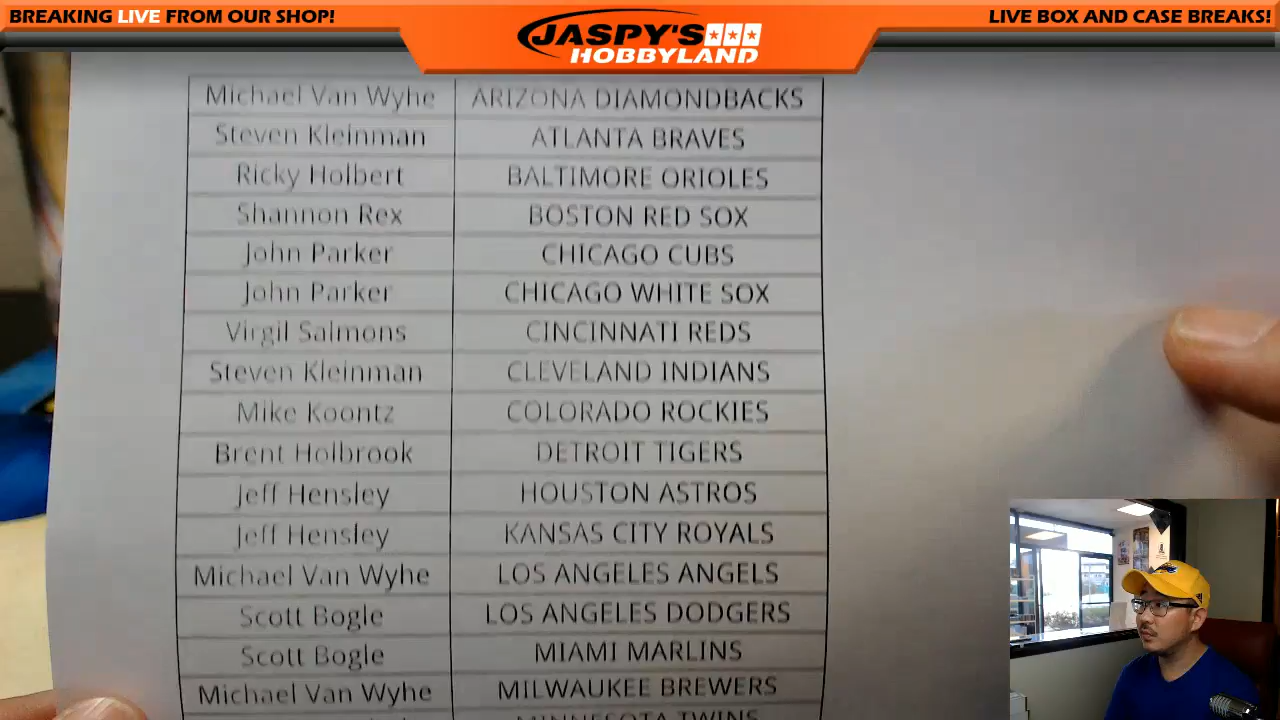 BREAKING LIVE FROM OUR SHOP!
JASPY'S
HOBBYLAND
LIVE BOX AND CASE BREAKS!
Michael Van Wyhe ARIZONA DIAMONDBACKS
Steven Kleinman ATLANTA BRAVES
Ricky Holbert BALTIMORE ORIOLES
Shannon Rex BOSTON RED SOX
John Parker CHICAGO CUBS
John Parker CHICAGO WHITE SOX
Virgil Salmons CINCINNATI REDS
Steven Kleinman CLEVELAND INDIANS
Mike Koontz COLORADO ROCKIES
Brent Holbrook DETROIT TIGERS
Jeff Hensley HOUSTON ASTROS
Jeff Hensley KANSAS CITY ROYALS
Michael Van Wyhe LOS ANGELES ANGELS
Scott Bogle LOS ANGELES DODGERS
Scott Bogle MIAMI MARLINS
Michael Van Wyhe MILWAUKEE BREWERS
MINNESOTA TWINS